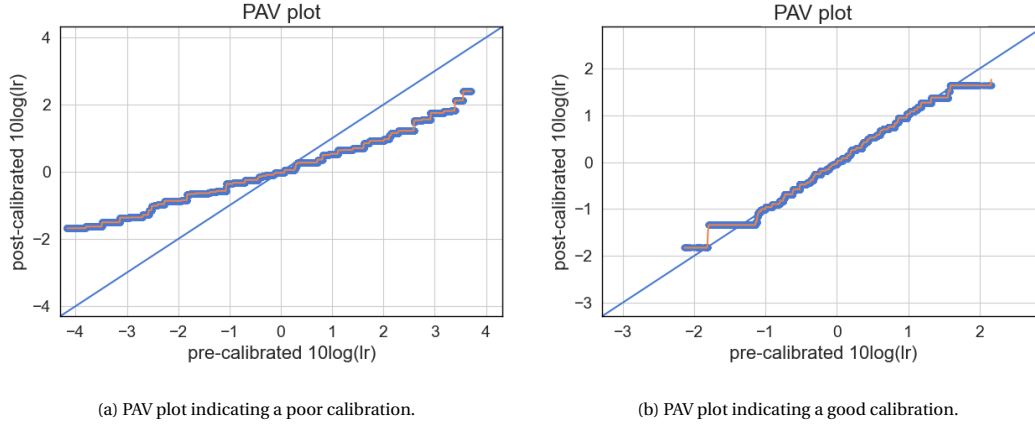 PAV plot
post-calibrated 10log(lr)
4
2
0
−2
−4
−4 −3 −2 −1 0 1 2 3 4
pre-calibrated 10log(lr)
(a) PAV plot indicating a poor calibration.
PAV plot
post-calibrated 10log(lr)
2
1
0
−1
−2
−3
−3 −2 −1 0 1 2
pre-calibrated 10log(lr)
(b) PAV plot indicating a good calibration.